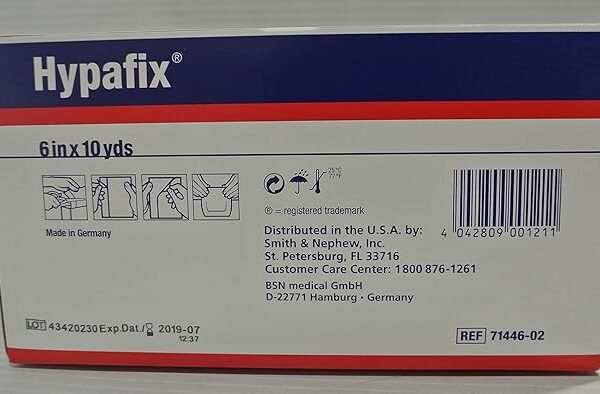 Hypafix®
6 in x 10 yds
25 °C
77 °F
Made in Germany
® = registered trademark
Distributed in the U.S.A. by:
Smith & Nephew, Inc.
St. Petersburg, FL 33716
Customer Care Center: 1 800 876-1261
BSN medical GmbH
D-22771 Hamburg · Germany
4 042809 001211
LOT 43420230 Exp.Dat./ 2019-07
12:37
REF 71446-02